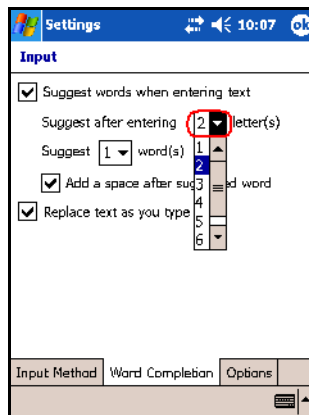 Settings 10:07 ok
Input
Suggest words when entering text
Suggest after entering 2 letter(s)
Suggest 1 word(s)
1
2
Add a space after suggested word
3
4
Replace text as you type
5
6
Input Method Word Completion Options